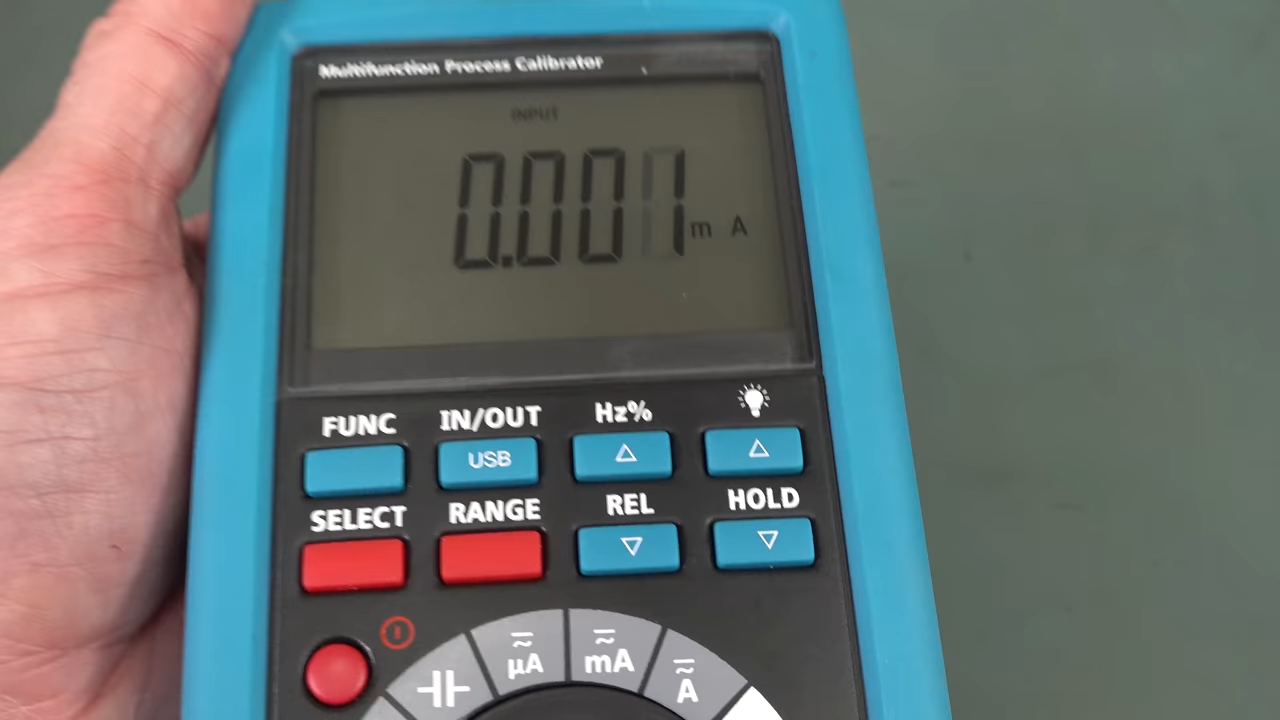 Multifunction Process Calibrator
INPUT
0.001 m A
FUNC IN/OUT Hz%
USB
SELECT RANGE REL HOLD
µA mA A